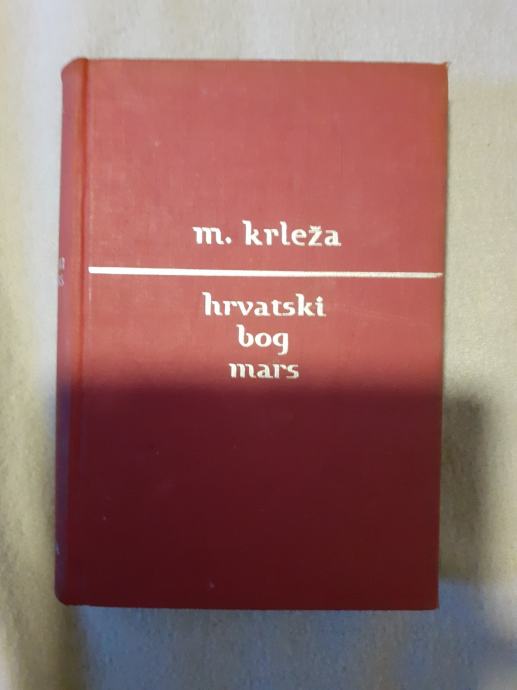 m. krleža
hrvatski
bog
mars